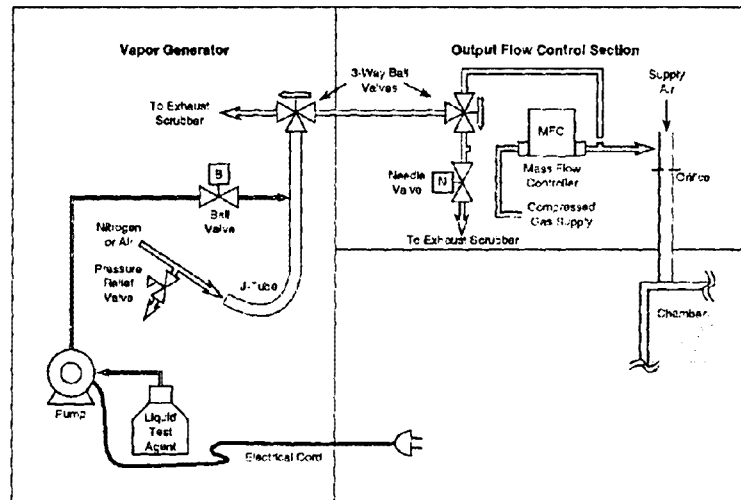 Vapor Generator
Output Flow Control Section
3-Way Ball
Valves
To Exhaust
Scrubber
Supply
Air
MFC
Mass Flow
Controller
Orifice
Needle
Valve
N
Compressed
Gas Supply
To Exhaust Scrubber
B
Ball
Valve
Nitrogen
or Air
Pressure
Relief
Valve
J-Tube
Chamber
Pump
Liquid
Test
Agent
Electrical Cord